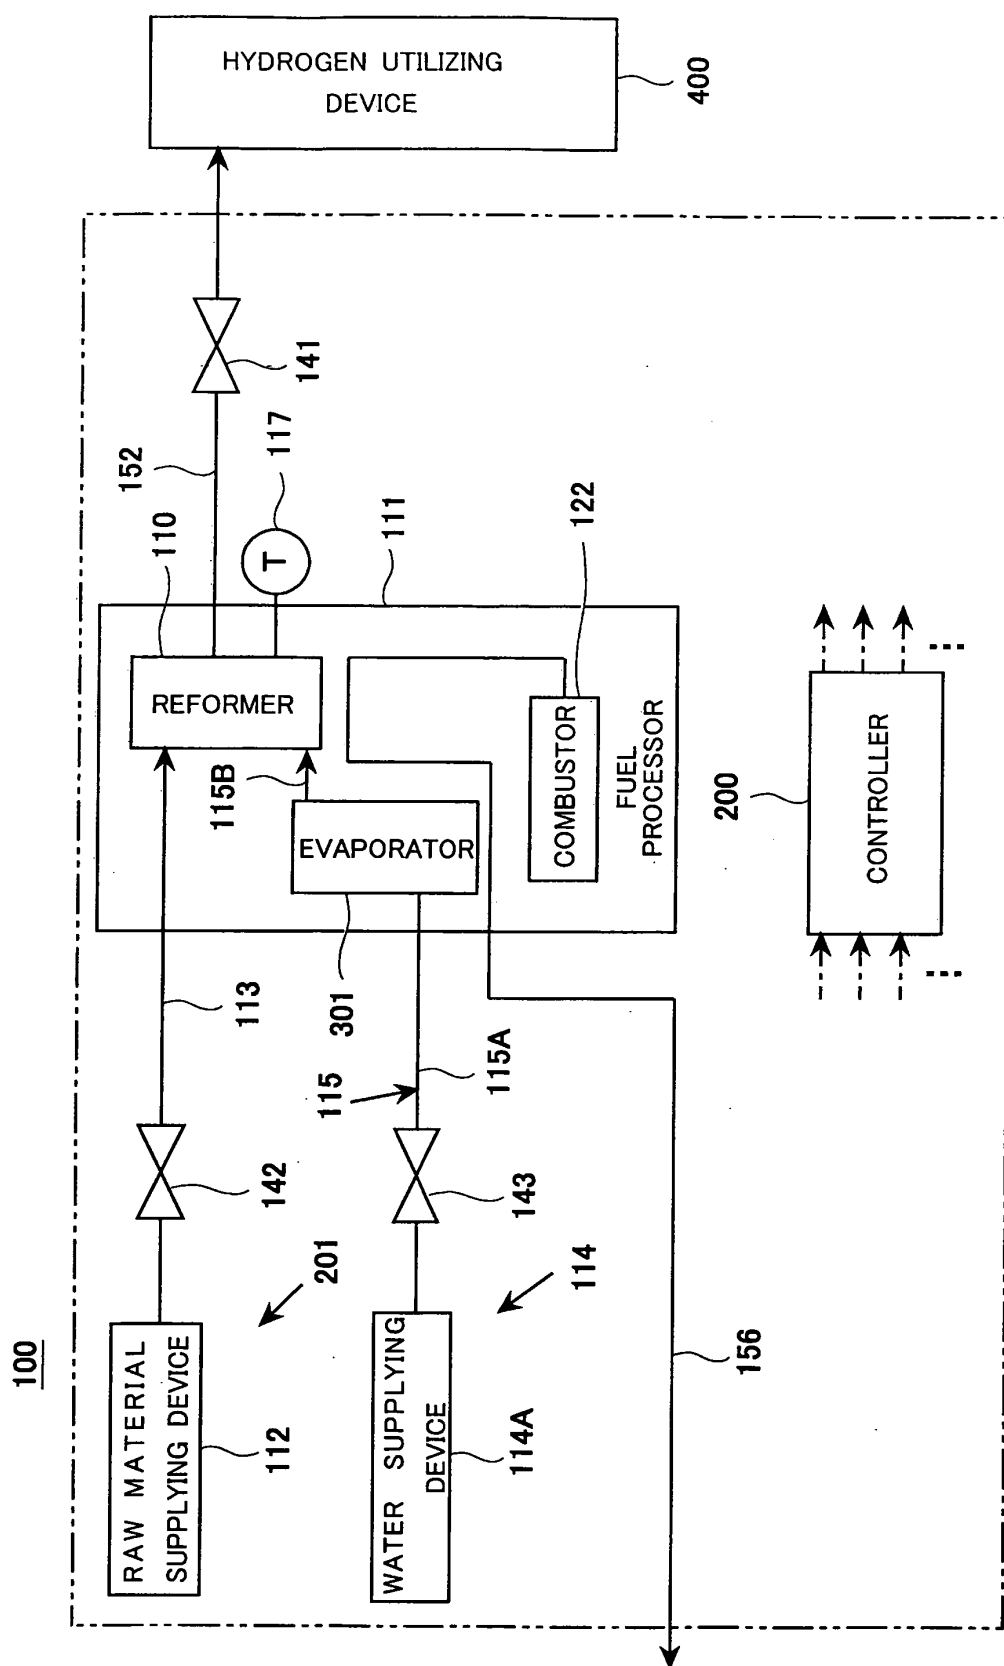 100
HYDROGEN UTILIZING
DEVICE
400
141
152
117
110
T
111
122
REFORMER
115B
EVAPORATOR
COMBUSTOR
FUEL
PROCESSOR
200
CONTROLLER
113
301
115
115A
142
143
201
114
RAW MATERIAL
SUPPLYING DEVICE
112
WATER SUPPLYING
DEVICE
114A
156